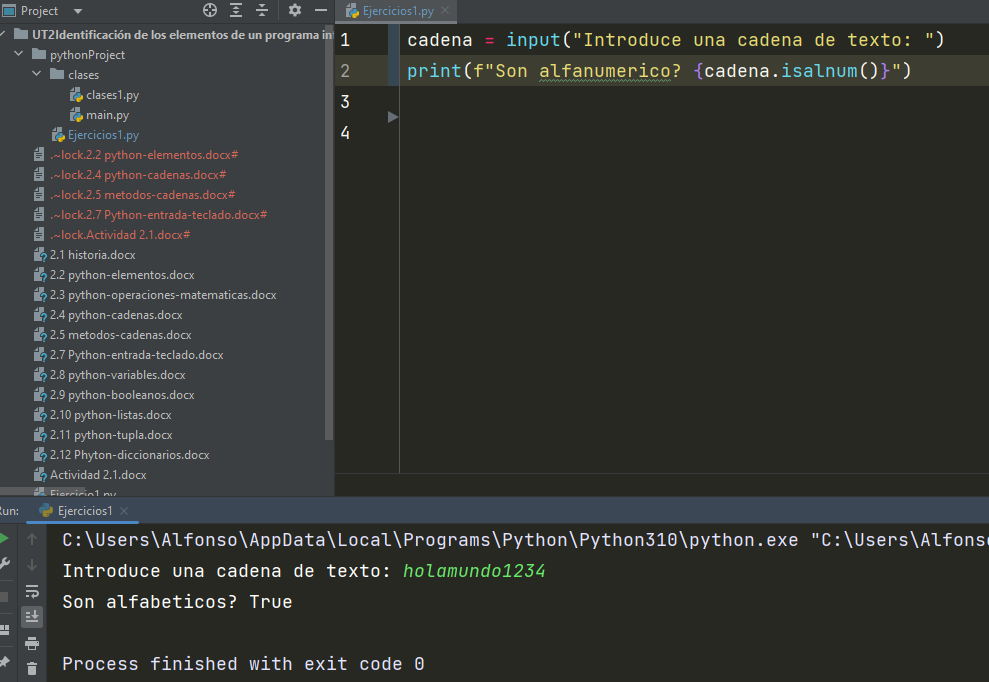 Project
Ejercicios1.py
UT2Identificación de los elementos de un programa in
pythonProject
clases
clases1.py
main.py
Ejercicios1.py
.~lock.2.2 python-elementos.docx#
.~lock.2.4 python-cadenas.docx#
.~lock.2.5 metodos-cadenas.docx#
.~lock.2.7 Python-entrada-teclado.docx#
.~lock.Actividad 2.1.docx#
2.1 historia.docx
2.2 python-elementos.docx
2.3 python-operaciones-matematicas.docx
2.4 python-cadenas.docx
2.5 metodos-cadenas.docx
2.7 Python-entrada-teclado.docx
2.8 python-variables.docx
2.9 python-booleanos.docx
2.10 python-listas.docx
2.11 python-tupla.docx
2.12 Phyton-diccionarios.docx
Actividad 2.1.docx
Ejercicio1.py
1 cadena = input("Introduce una cadena de texto: ")
2 print(f"Son alfanumerico? {cadena.isalnum()}")
3
4
Run: Ejercicios1
C:\Users\Alfonso\AppData\Local\Programs\Python\Python310\python.exe "C:\Users\Alfonso
Introduce una cadena de texto: holamundo1234
Son alfabeticos? True
Process finished with exit code 0